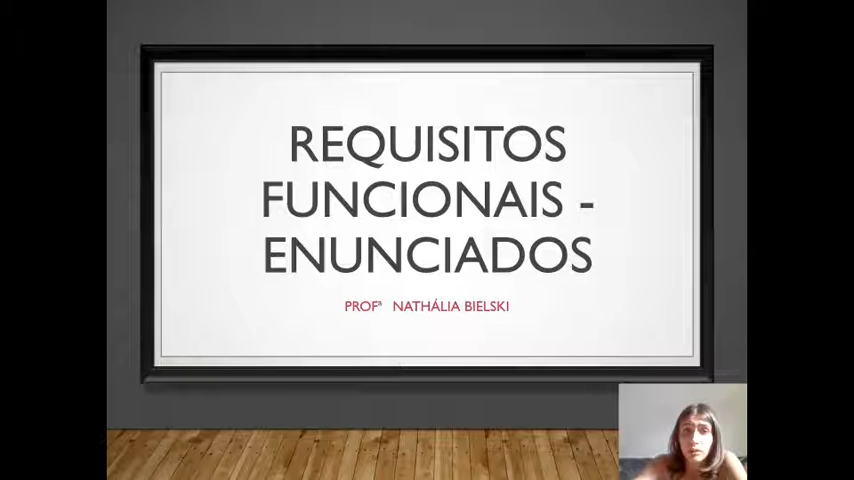 REQUISITOS
FUNCIONAIS -
ENUNCIADOS
PROFª NATHÁLIA BIELSKI